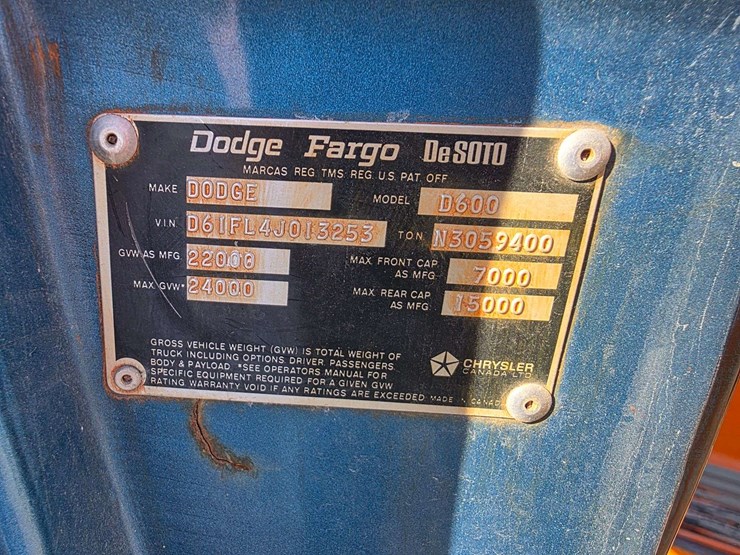 Dodge Fargo DeSOTO
MARCAS REG. TMS. REG. U.S. PAT. OFF
MAKE DODGE MODEL D600
V.I.N. D61FL4J013253 T.O.N. N3059400
GVW AS MFG. 22000 MAX. FRONT CAP. AS MFG. 7000
MAX. GVW* 24000 MAX. REAR CAP. AS MFG. 15000
GROSS VEHICLE WEIGHT (GVW) IS TOTAL WEIGHT OF
TRUCK INCLUDING OPTIONS, DRIVER, PASSENGERS,
BODY & PAYLOAD. *SEE OPERATORS MANUAL FOR
SPECIFIC EQUIPMENT REQUIRED FOR A GIVEN GVW
RATING. WARRANTY VOID IF ANY RATINGS ARE EXCEEDED. MADE IN CANADA
CHRYSLER
CANADA LTD.